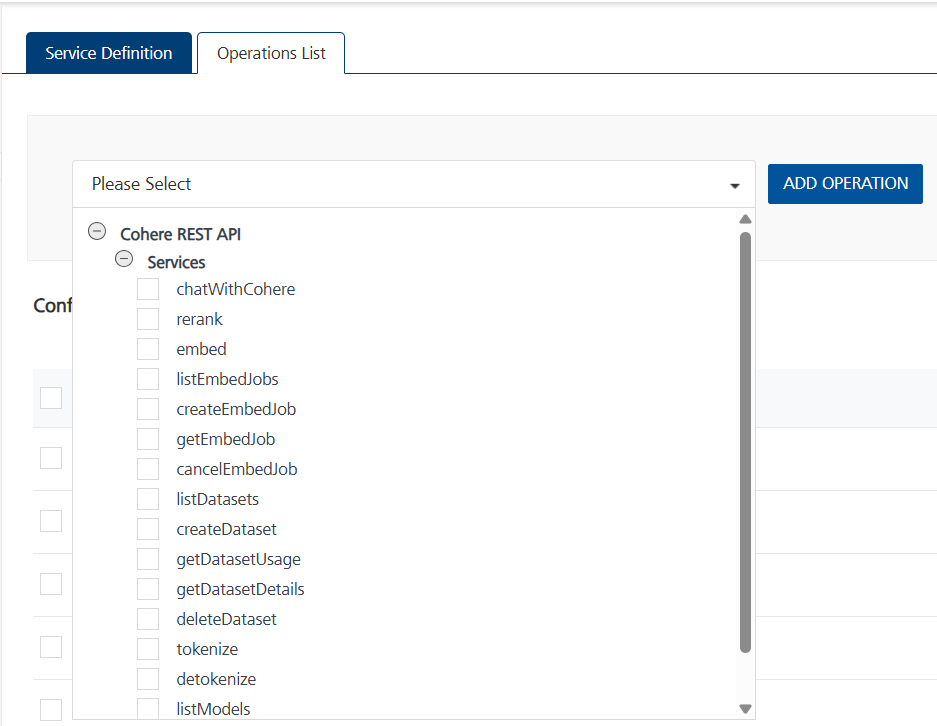 Service Definition
Operations List
Please Select
ADD OPERATION
Cohere REST API
Services
Conf
chatWithCohere
rerank
embed
listEmbedJobs
createEmbedJob
getEmbedJob
cancelEmbedJob
listDatasets
createDataset
getDatasetUsage
getDatasetDetails
deleteDataset
tokenize
detokenize
listModels